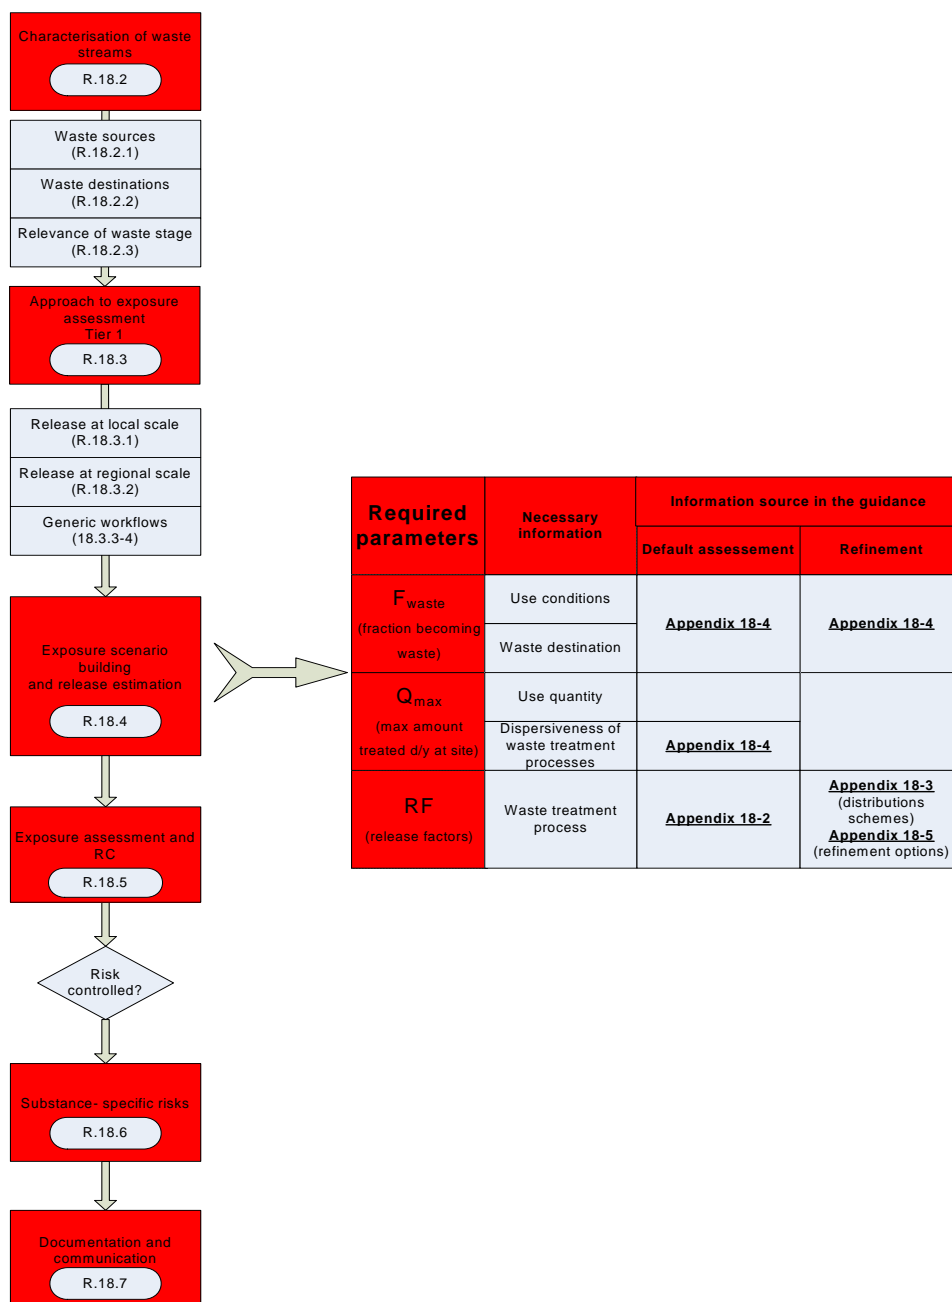 Characterisation of waste
streams
R.18.2
Waste sources
(R.18.2.1)
Waste destinations
(R.18.2.2)
Relevance of waste stage
(R.18.2.3)
Approach to exposure
assessment
Tier 1
R.18.3
Release at local scale
(R.18.3.1)
Release at regional scale
(R.18.3.2)
Generic workflows
(18.3.3-4)
Exposure scenario
building
and release estimation
R.18.4
Exposure assessment and
RC
R.18.5
Risk
controlled?
Substance- specific risks
R.18.6
Documentation and
communication
R.18.7
Required
parameters
Necessary
information
Information source in the guidance
Default assessement
Refinement
Fwaste
(fraction becoming
waste)
Use conditions
Waste destination
Appendix 18-4
Appendix 18-4
Qmax
(max amount
treated d/y at site)
Use quantity
Dispersiveness of
waste treatment
processes
Appendix 18-4
RF
(release factors)
Waste treatment
process
Appendix 18-2
Appendix 18-3
(distributions
schemes)
Appendix 18-5
(refinement options)